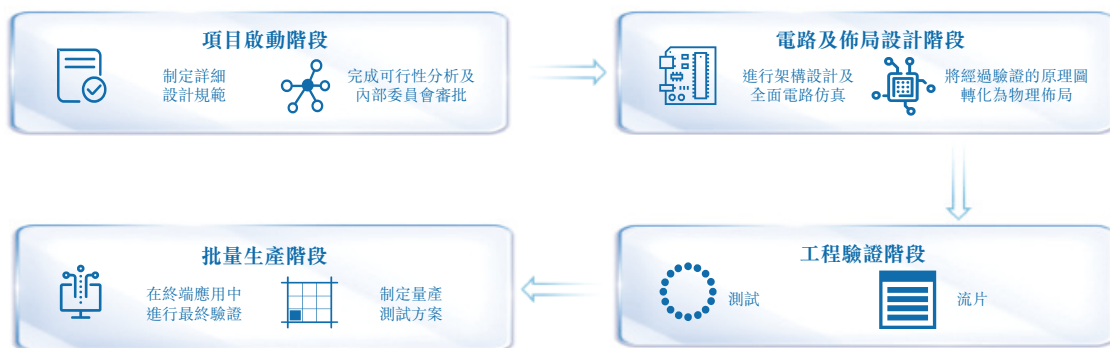 項目啟動階段
制定詳細
設計規範
完成可行性分析及
內部委員會審批
電路及佈局設計階段
進行架構設計及
全面電路仿真
將經過驗證的原理圖
轉化為物理佈局
工程驗證階段
測試
流片
批量生產階段
在終端應用中
進行最終驗證
制定量產
測試方案